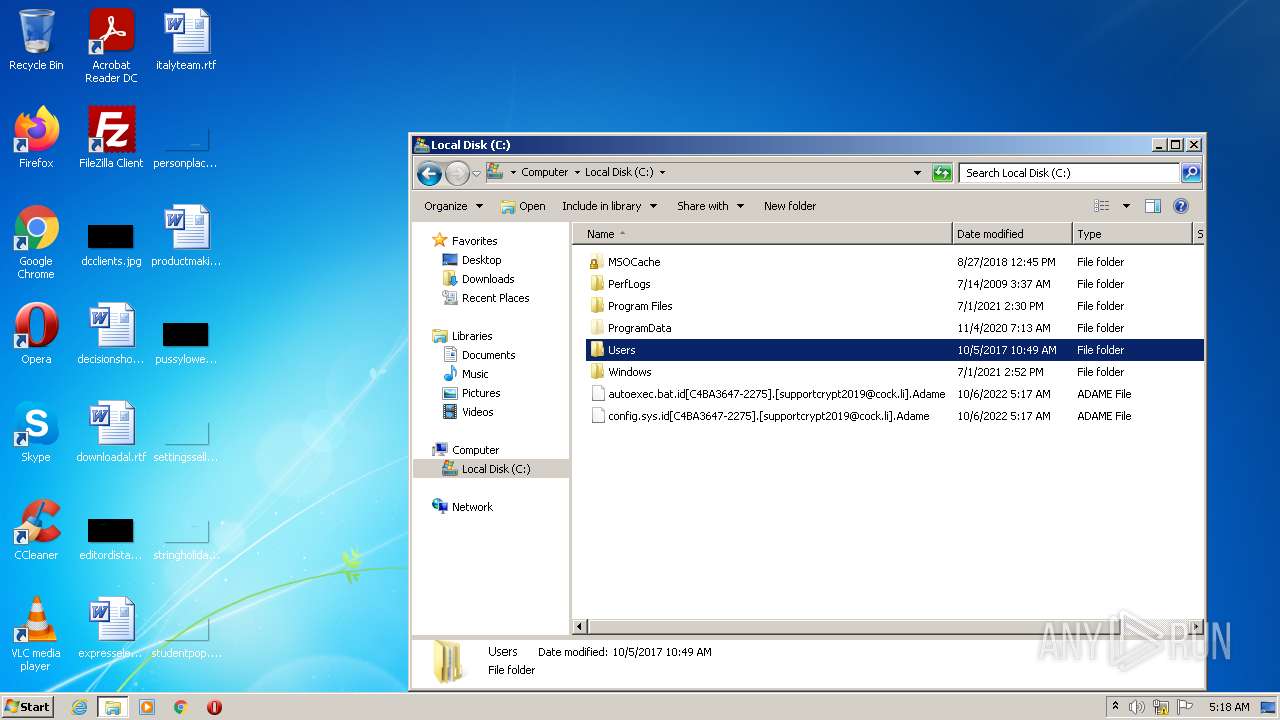 Recycle Bin
Acrobat
Reader DC
italyteam.rtf
Firefox
FileZilla Client
personplac...
Google
Chrome
dcclients.jpg
productmaki...
Opera
decisionsho...
pussylowe...
Skype
downloadal.rtf
settingssell...
CCleaner
editordista...
stringholida...
VLC media
player
expressele...
studentpop...
Local Disk (C:)
Computer
Local Disk (C:)
Search Local Disk (C:)
Organize
Open
Include in library
Share with
New folder
Favorites
Desktop
Downloads
Recent Places
Libraries
Documents
Music
Pictures
Videos
Computer
Local Disk (C:)
Network
Name Date modified Type S
MSOCache 8/27/2018 12:45 PM File folder
PerfLogs 7/14/2009 3:37 AM File folder
Program Files 7/1/2021 2:30 PM File folder
ProgramData File folder
Users 10/5/2017 10:49 AM File folder
Windows 7/1/2021 2:52 PM File folder
autoexec.bat.id[C4BA3647-2275].[supportcrypt2019@cock.li].Adame 10/6/2022 5:17 AM ADAME File
config.sys.id[C4BA3647-2275].[supportcrypt2019@cock.li].Adame 10/6/2022 5:17 AM ADAME File
Users Date modified: 10/5/2017 10:49 AM
File folder
ANY RUN
Start
5:18 AM